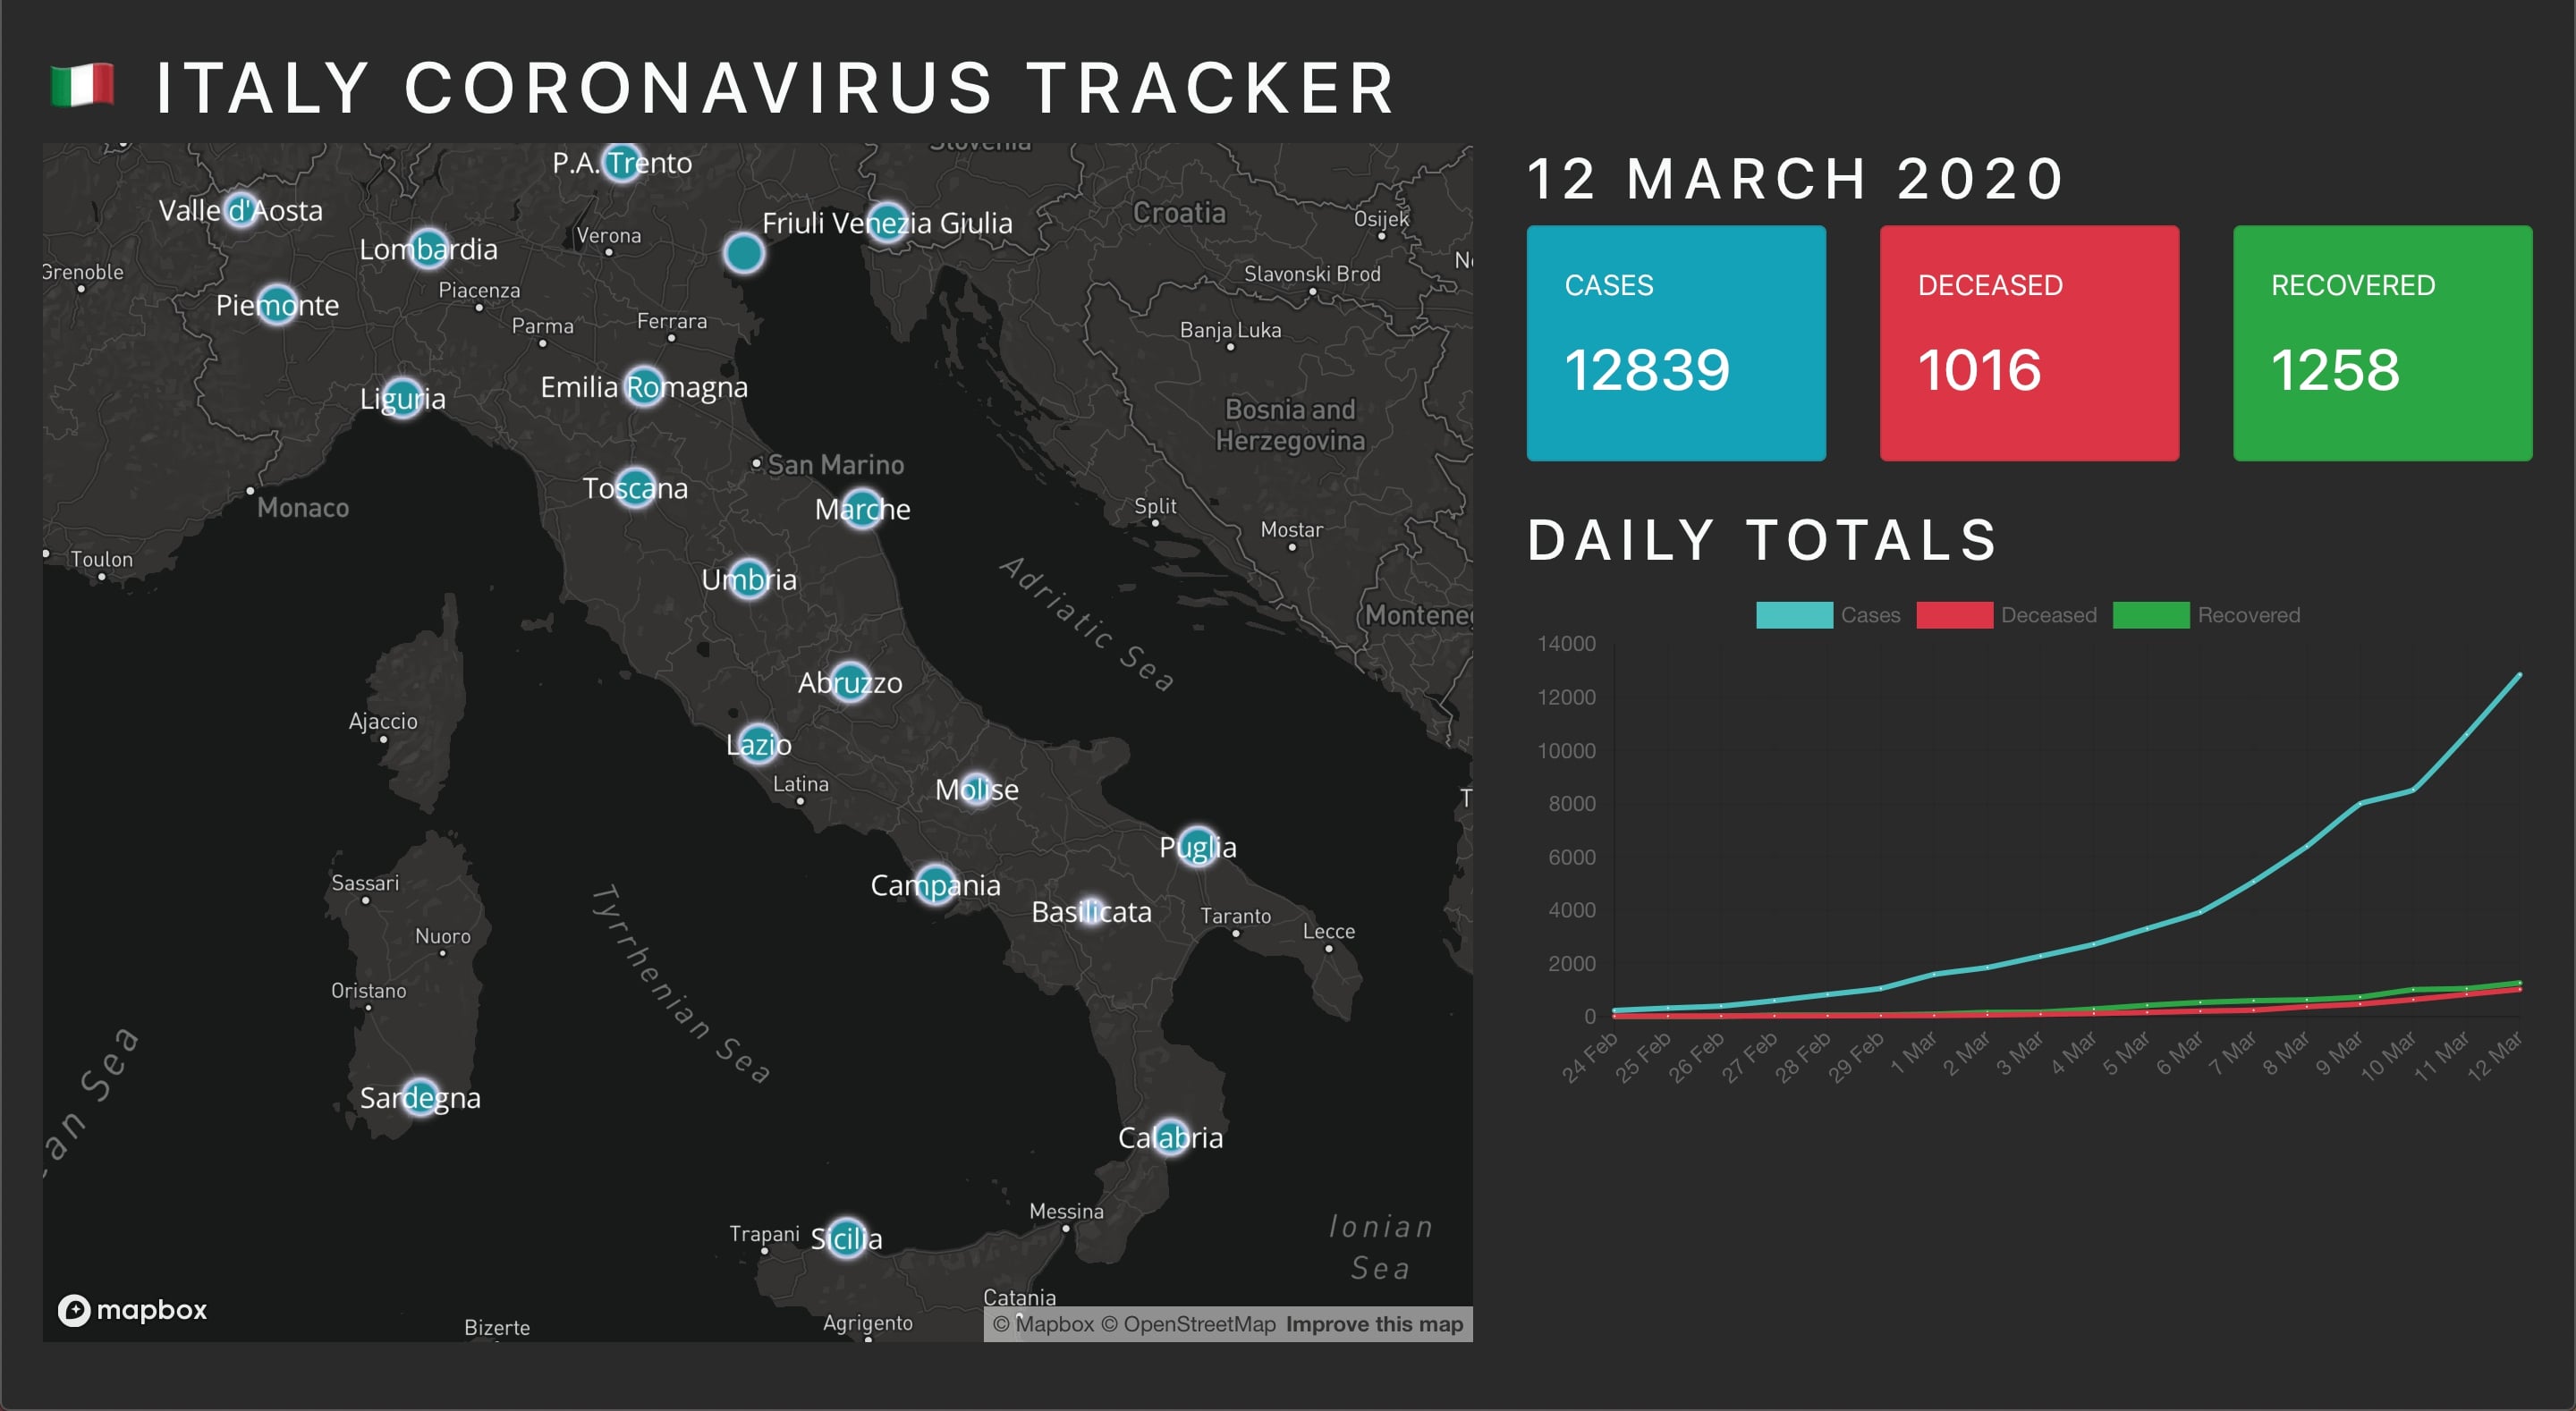 ITALY CORONAVIRUS TRACKER
P.A. Trento
Slovenia
Valle d'Aosta
Friuli Venezia Giulia
Croatia
Osijek
Lombardia
Verona
Grenoble
Slavonski Brod
Piemonte
Piacenza
Parma
Ferrara
Banja Luka
Liguria
Emilia Romagna
Bosnia and
Herzegovina
San Marino
Toscana
Marche
Monaco
Split
Mostar
Toulon
Umbria
Adriatic Sea
Abruzzo
Ajaccio
Lazio
Latina
Molise
Puglia
Sassari
Campania
Basilicata
Taranto
Lecce
Nuoro
Tyrrhenian Sea
Oristano
an Sea
Sardegna
Calabria
Messina
Trapani
Sicilia
Ionian
Sea
Catania
Agrigento
Bizerte
mapbox
© Mapbox © OpenStreetMap Improve this map
12 MARCH 2020
CASES
12839
DECEASED
1016
RECOVERED
1258
DAILY TOTALS
Cases Deceased Recovered
14000
12000
10000
8000
6000
4000
2000
0
24 Feb
25 Feb
26 Feb
27 Feb
28 Feb
29 Feb
1 Mar
2 Mar
3 Mar
4 Mar
5 Mar
6 Mar
7 Mar
8 Mar
9 Mar
10 Mar
11 Mar
12 Mar